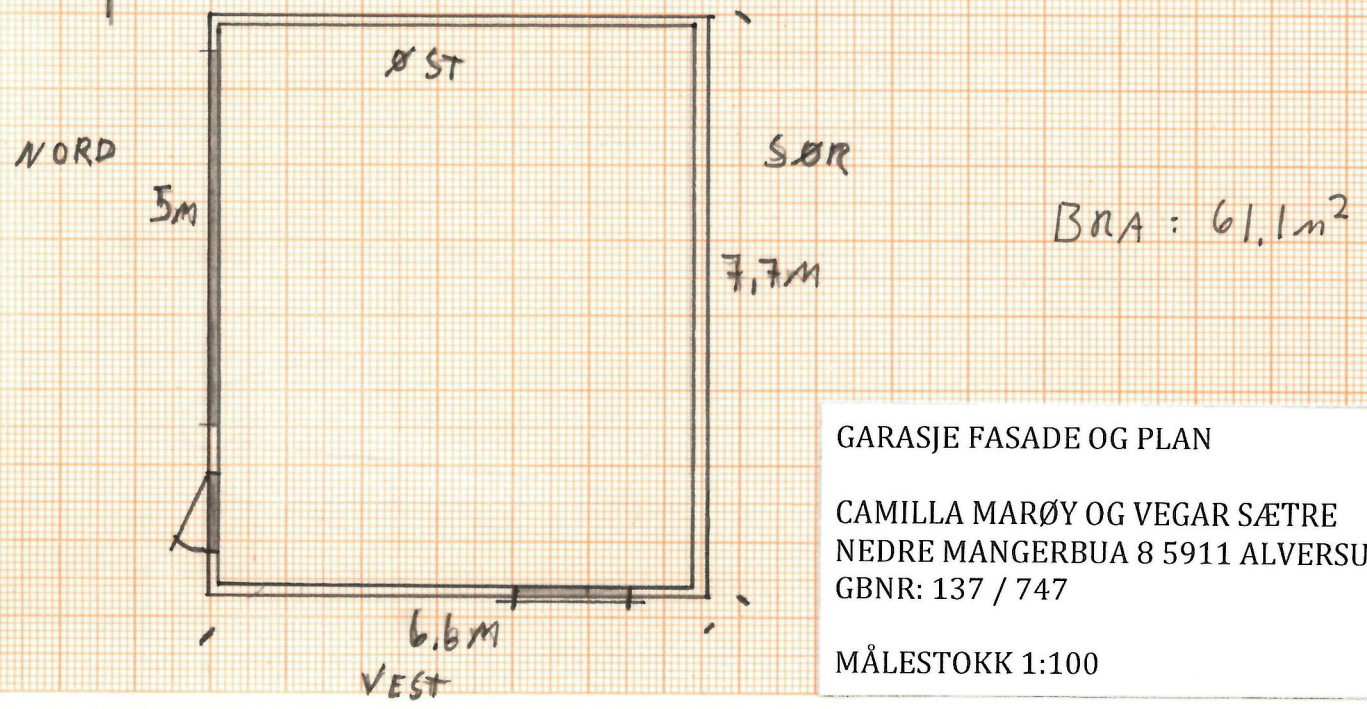 ØST
NORD
SØR
5M
BRA: 61.1m²
7,7M
GARASJE FASADE OG PLAN
CAMILLA MARØY OG VEGAR SÆTRE
NEDRE MANGERBUA 8 5911 ALVERSU
GBNR: 137 / 747
MÅLESTOKK 1:100
6.6M
VEST